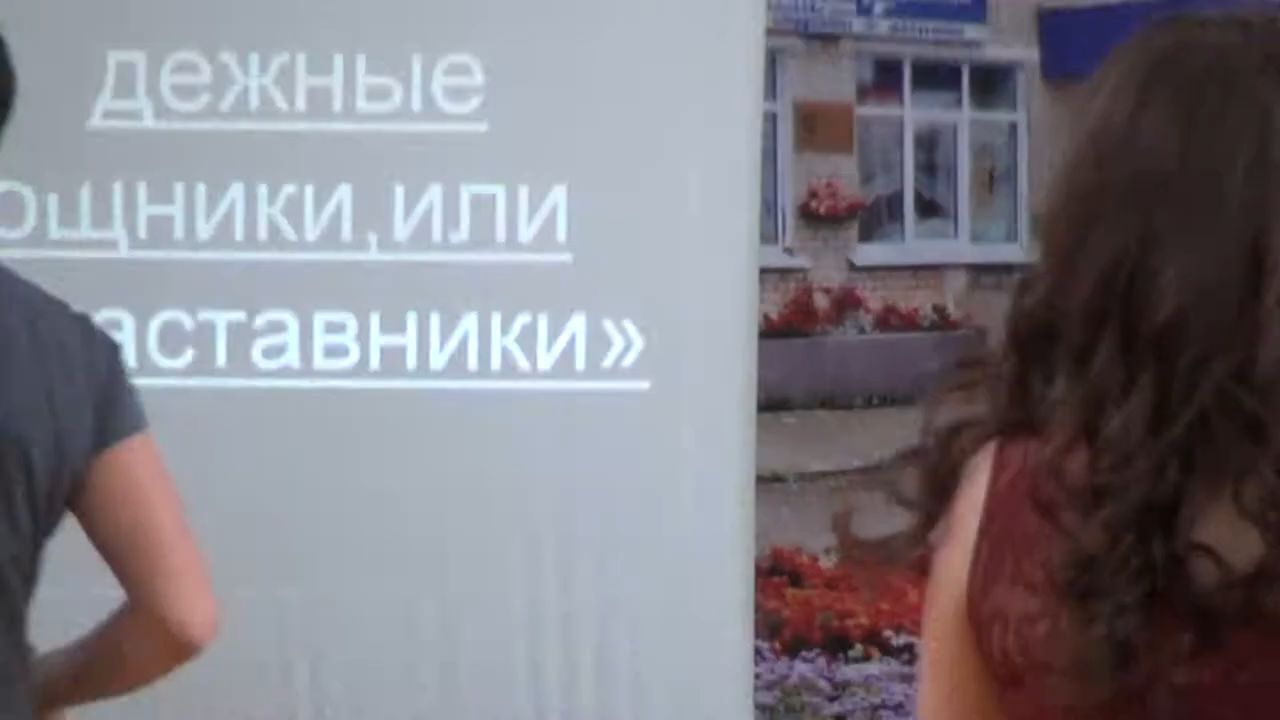 дежные
ощники,или
аставники»